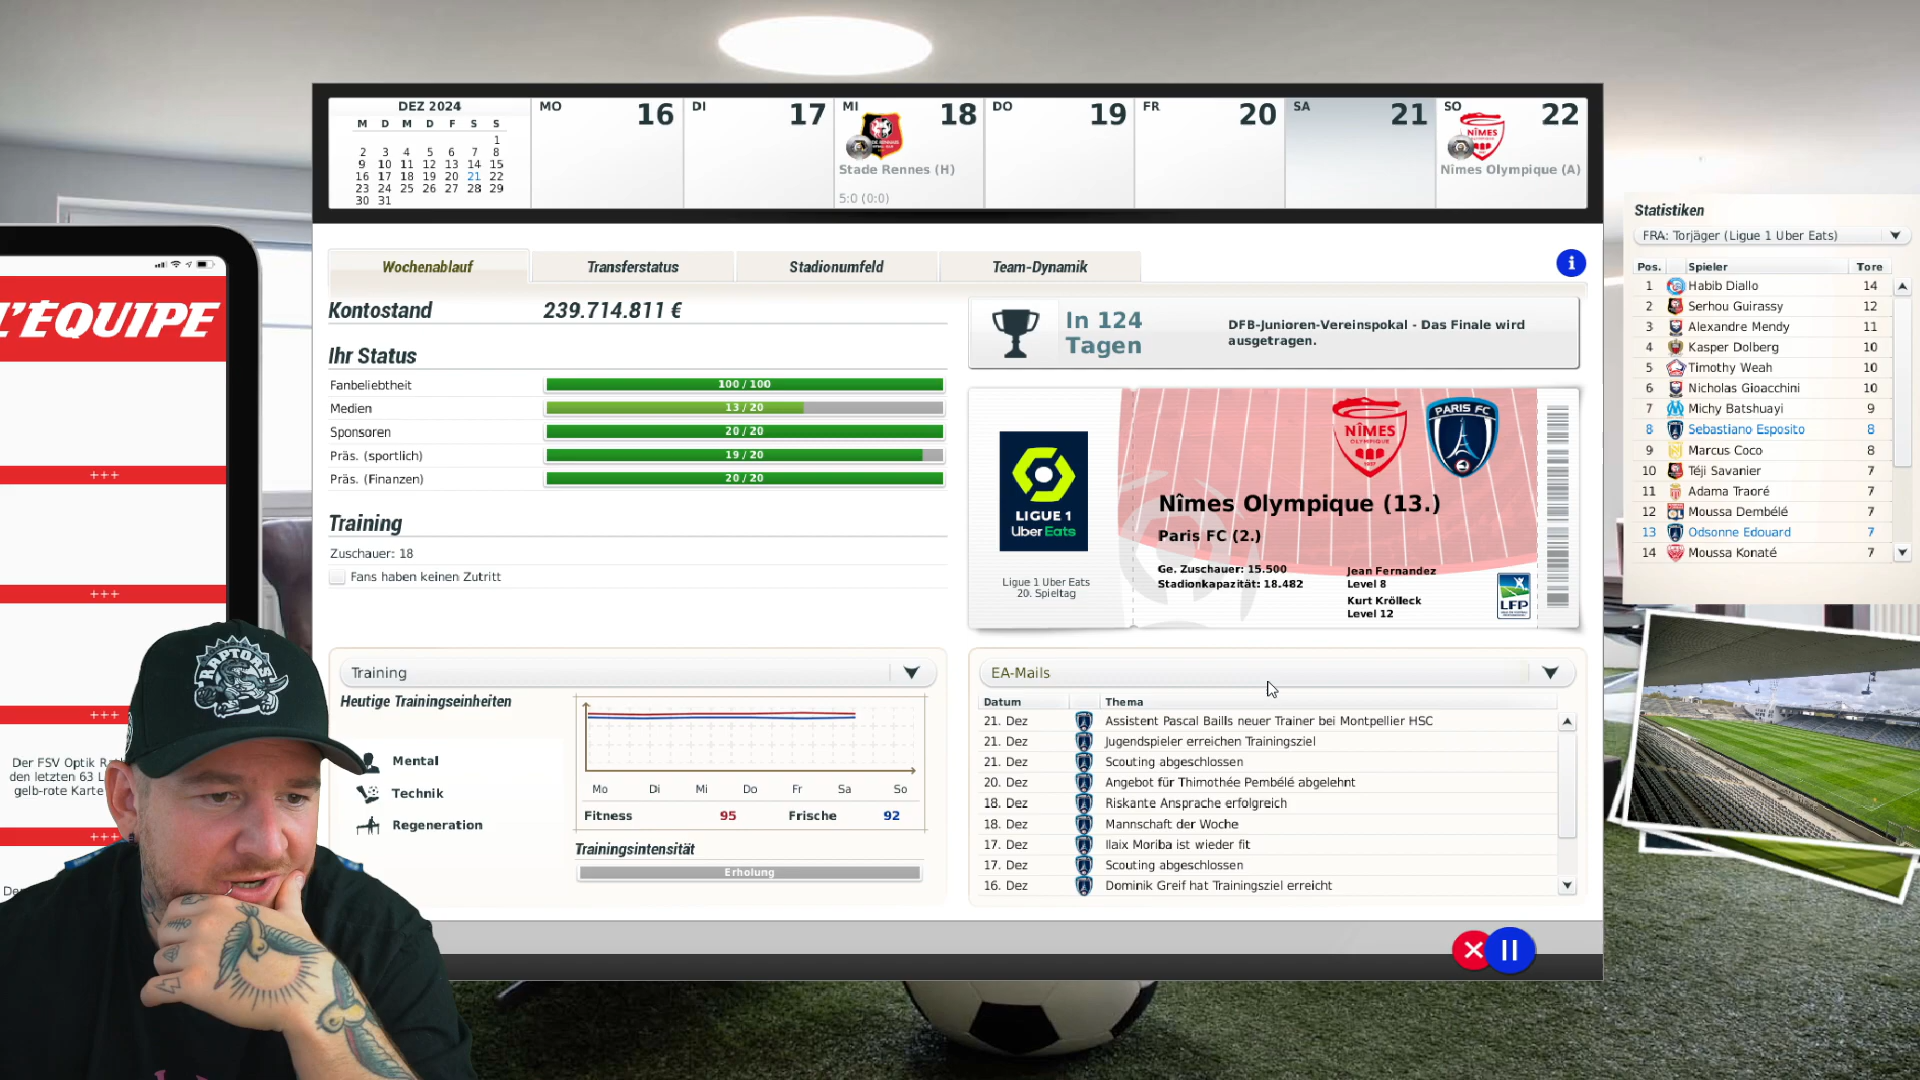 DEZ 2024
M D M D F S S
1
2 3 4 5 6 7 8
9 10 11 12 13 14 15
16 17 18 19 20 21 22
23 24 25 26 27 28 29
30 31
MO 16
DI 17
MI 18
Stade Rennes (H)
5:0 (0:0)
DO 19
FR 20
SA 21
SO 22
NÎMES
Nîmes Olympique (A)
Wochenablauf
Transferstatus
Stadionumfeld
Team-Dynamik
i
Kontostand 239.714.811 €
Ihr Status
Fanbeliebtheit 100 / 100
Medien 13 / 20
Sponsoren 20 / 20
Präs. (sportlich) 19 / 20
Präs. (Finanzen) 20 / 20
Training
Zuschauer: 18
Fans haben keinen Zutritt
In 124
Tagen
DFB-Junioren-Vereinspokal - Das Finale wird
ausgetragen.
LIGUE 1
Uber Eats
Ligue 1 Uber Eats
20. Spieltag
NÎMES
OLYMPIQUE
PARIS FC
Nîmes Olympique (13.)
Paris FC (2.)
Ge. Zuschauer: 15.500
Stadionkapazität: 18.482
Jean Fernandez
Level 8
Kurt Krölleck
Level 12
LFP
Training
Heutige Trainingseinheiten
Mental
Technik
Regeneration
Mo Di Mi Do Fr Sa So
Fitness 95 Frische 92
Trainingsintensität
Erholung
EA-Mails
Datum Thema
21. Dez Assistent Pascal Baills neuer Trainer bei Montpellier HSC
21. Dez Jugendspieler erreichen Trainingsziel
21. Dez Scouting abgeschlossen
20. Dez Angebot für Thimothée Pembélé abgelehnt
18. Dez Riskante Ansprache erfolgreich
18. Dez Mannschaft der Woche
17. Dez Ilaix Moriba ist wieder fit
17. Dez Scouting abgeschlossen
16. Dez Dominik Greif hat Trainingsziel erreicht
Statistiken
FRA: Torjäger (Ligue 1 Uber Eats)
Pos. Spieler Tore
1 Habib Diallo 14
2 Serhou Guirassy 12
3 Alexandre Mendy 11
4 Kasper Dolberg 10
5 Timothy Weah 10
6 Nicholas Gioacchini 10
7 Michy Batshuayi 9
8 Sebastiano Esposito 8
9 Marcus Coco 8
10 Téji Savanier 7
11 Adama Traoré 7
12 Moussa Dembélé 7
13 Odsonne Edouard 7
14 Moussa Konaté 7
L'ÉQUIPE
+++
+++
+++
+++
Der FSV Optik
den letzten 63
gelb-rote Karte
RAPTORS